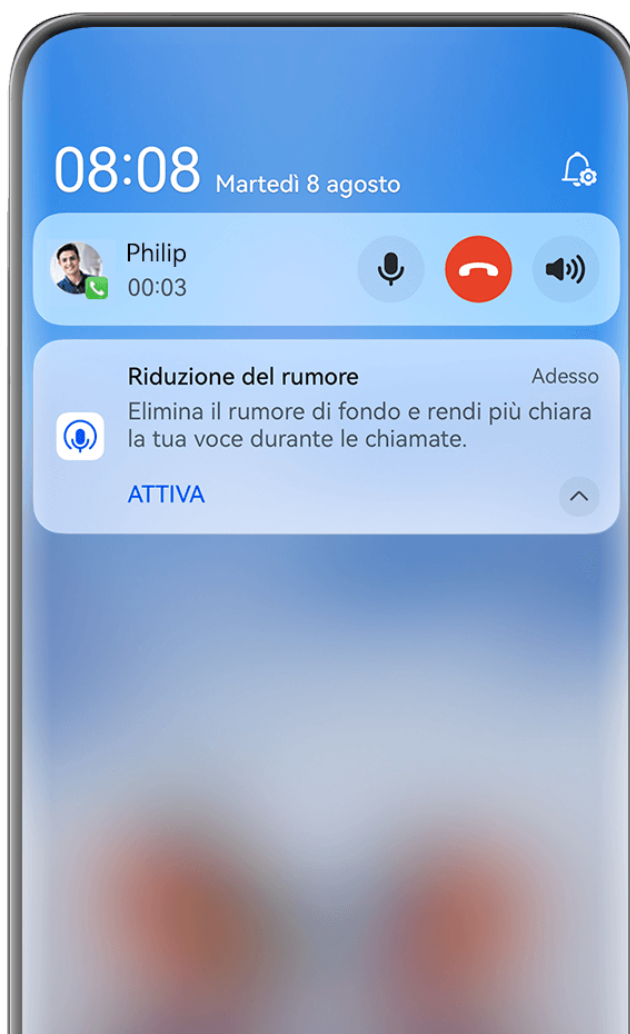 08:08 Martedì 8 agosto
Philip
00:03
Riduzione del rumore Adesso
Elimina il rumore di fondo e rendi più chiara
la tua voce durante le chiamate.
ATTIVA